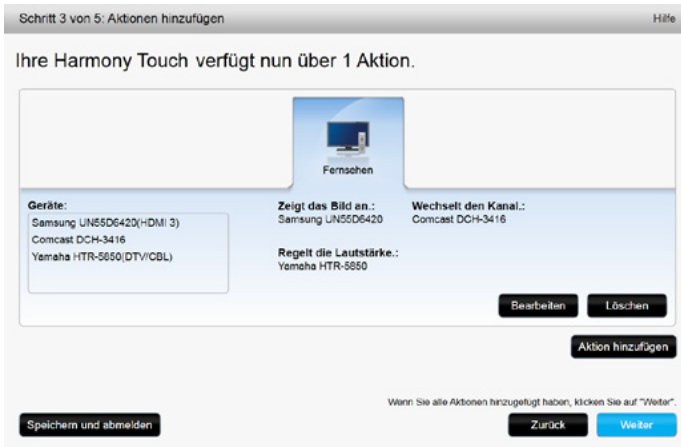 Schritt 3 von 5: Aktionen hinzufügen
Hilfe
Ihre Harmony Touch verfügt nun über 1 Aktion.
Fernsehen
Geräte:
Samsung UN55D6420(HDMI 3)
Comcast DCH-3416
Yamaha HTR-5850(DTV/CBL)
Zeigt das Bild an.:
Samsung UN55D6420
Wechselt den Kanal.:
Comcast DCH-3416
Regelt die Lautstärke.:
Yamaha HTR-5850
Bearbeiten
Löschen
Aktion hinzufügen
Wenn Sie alle Aktionen hinzugefügt haben, klicken Sie auf "Weiter".
Speichern und abmelden
Zurück
Weiter